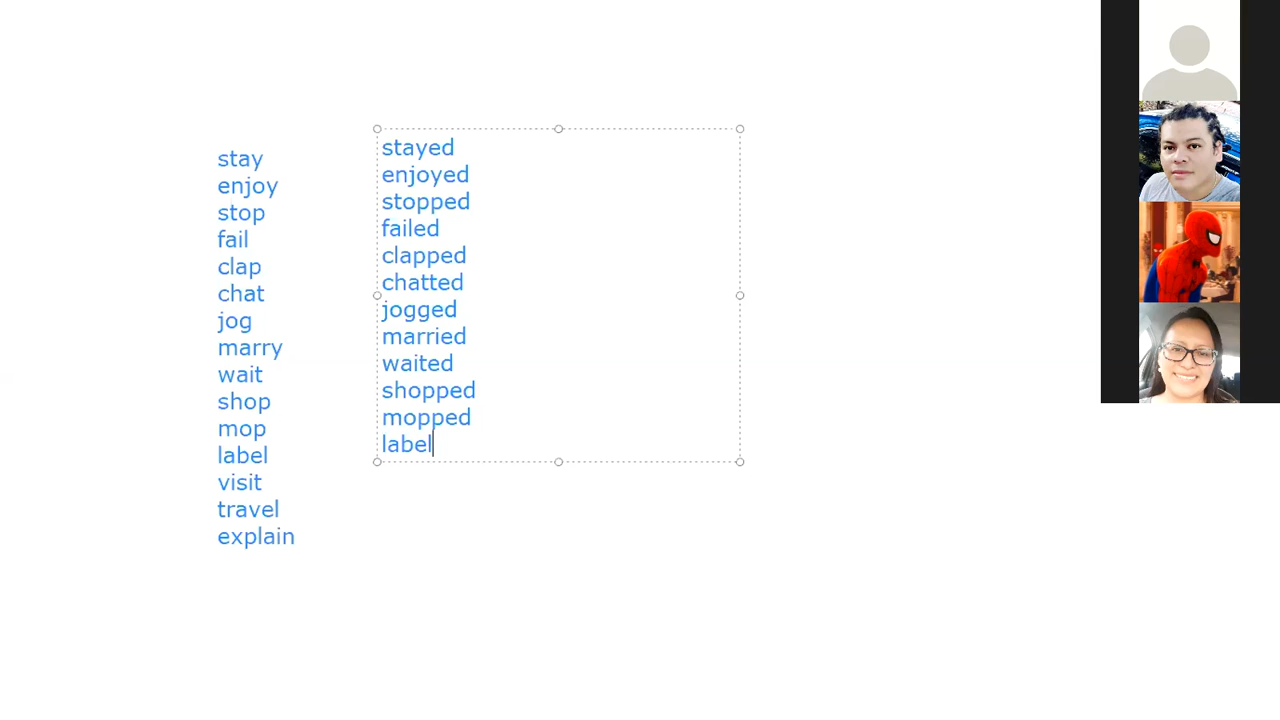 stay
enjoy
stop
fail
clap
chat
jog
marry
wait
shop
mop
label
visit
travel
explain
stayed
enjoyed
stopped
failed
clapped
chatted
jogged
married
waited
shopped
mopped
label